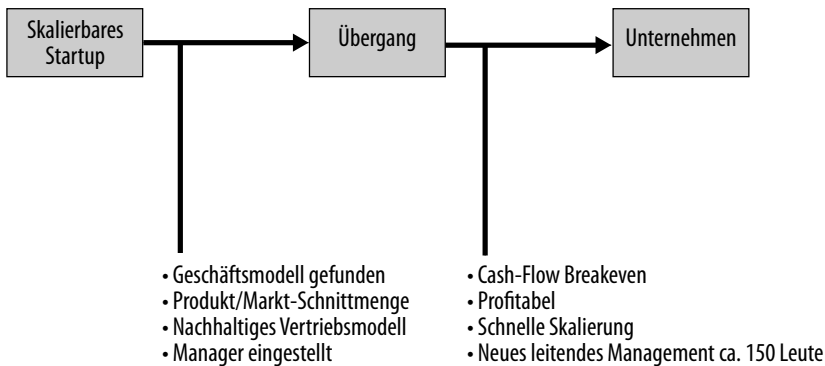 Skalierbares
Startup
Übergang
Unternehmen
• Geschäftsmodell gefunden
• Produkt/Markt-Schnittmenge
• Nachhaltiges Vertriebsmodell
• Manager eingestellt
• Cash-Flow Breakeven
• Profitabel
• Schnelle Skalierung
• Neues leitendes Management ca. 150 Leute